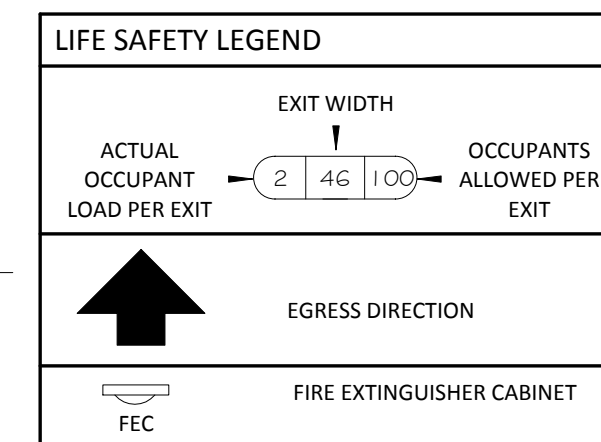 LIFE SAFETY LEGEND
EXIT WIDTH
ACTUAL
OCCUPANT
LOAD PER EXIT
2 46 100
OCCUPANTS
ALLOWED PER
EXIT
EGRESS DIRECTION
FIRE EXTINGUISHER CABINET
FEC